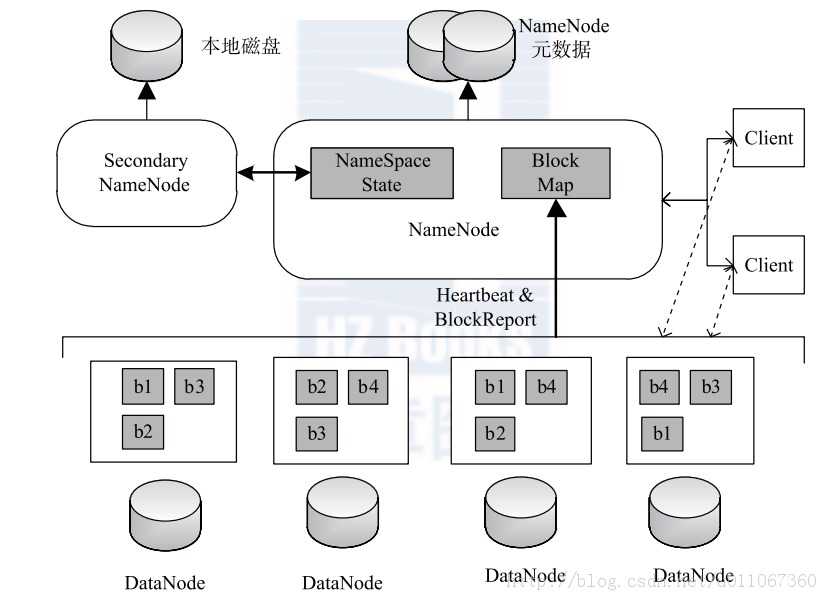 本地磁盘
NameNode
元数据
Secondary
NameNode
NameSpace
State
Block
Map
NameNode
Client
Client
Heartbeat &
BlockReport
HZ Books
b1 b3
b2
b2 b4
b3
b1 b4
b2
b4 b3
b1
DataNode
DataNode
DataNode
DataNode
http://blog.csdn.net/u011067360